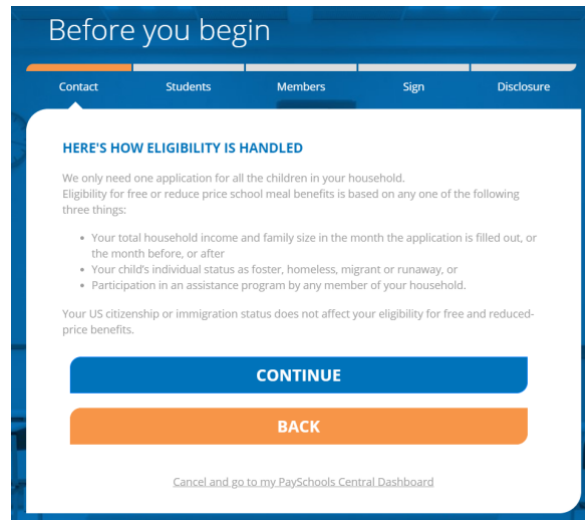 Before you begin
Contact Students Members Sign Disclosure
HERE'S HOW ELIGIBILITY IS HANDLED
We only need one application for all the children in your household.
Eligibility for free or reduce price school meal benefits is based on any one of the following
three things:
• Your total household income and family size in the month the application is filled out, or
the month before, or after
• Your child's individual status as foster, homeless, migrant or runaway, or
• Participation in an assistance program by any member of your household.
Your US citizenship or immigration status does not affect your eligibility for free and reduced-
price benefits.
CONTINUE
BACK
Cancel and go to my PaySchools Central Dashboard